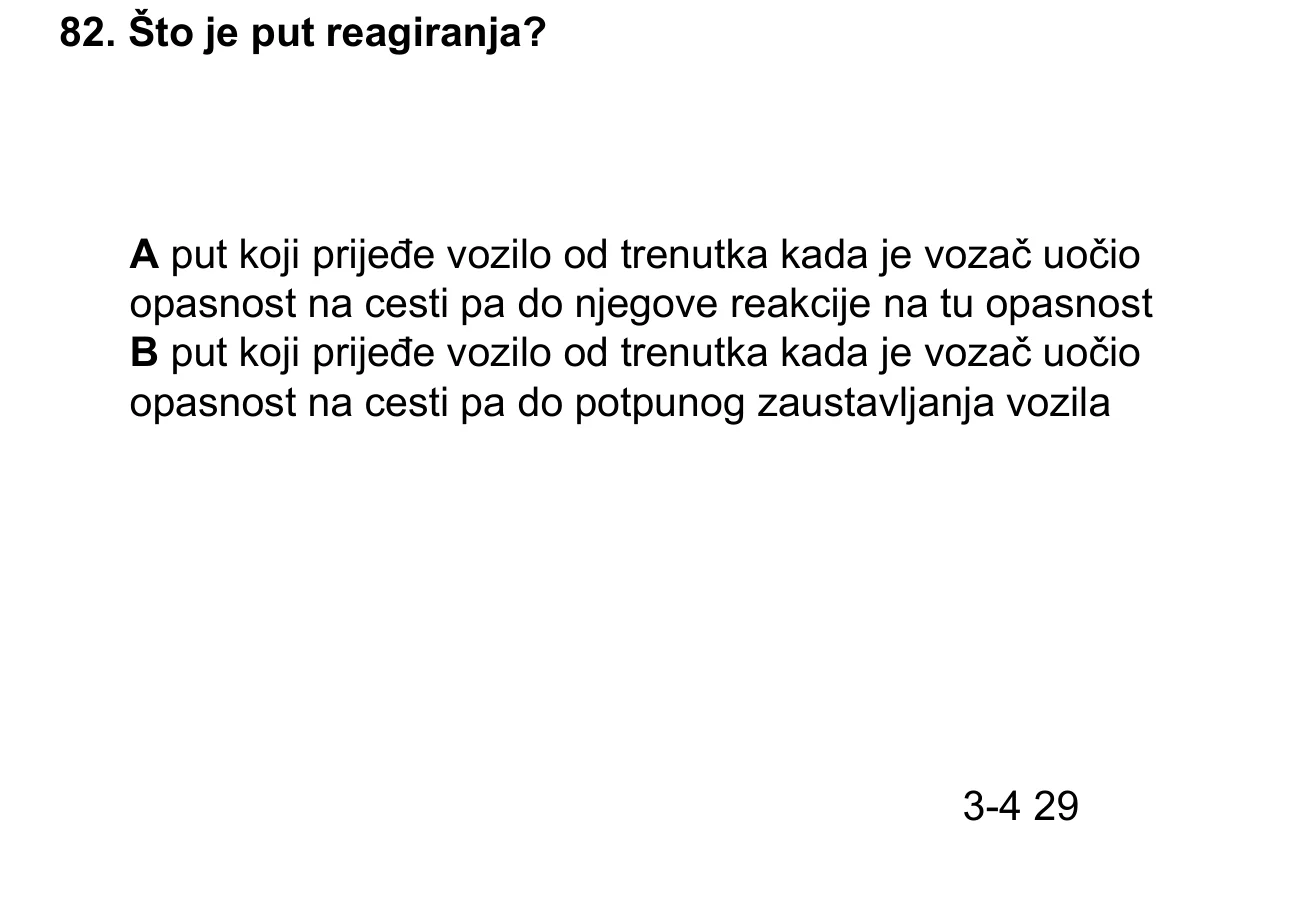 82. Što je put reagiranja?
A put koji prijeđe vozilo od trenutka kada je vozač uočio
opasnost na cesti pa do njegove reakcije na tu opasnost
B put koji prijeđe vozilo od trenutka kada je vozač uočio
opasnost na cesti pa do potpunog zaustavljanja vozila
3-4 29